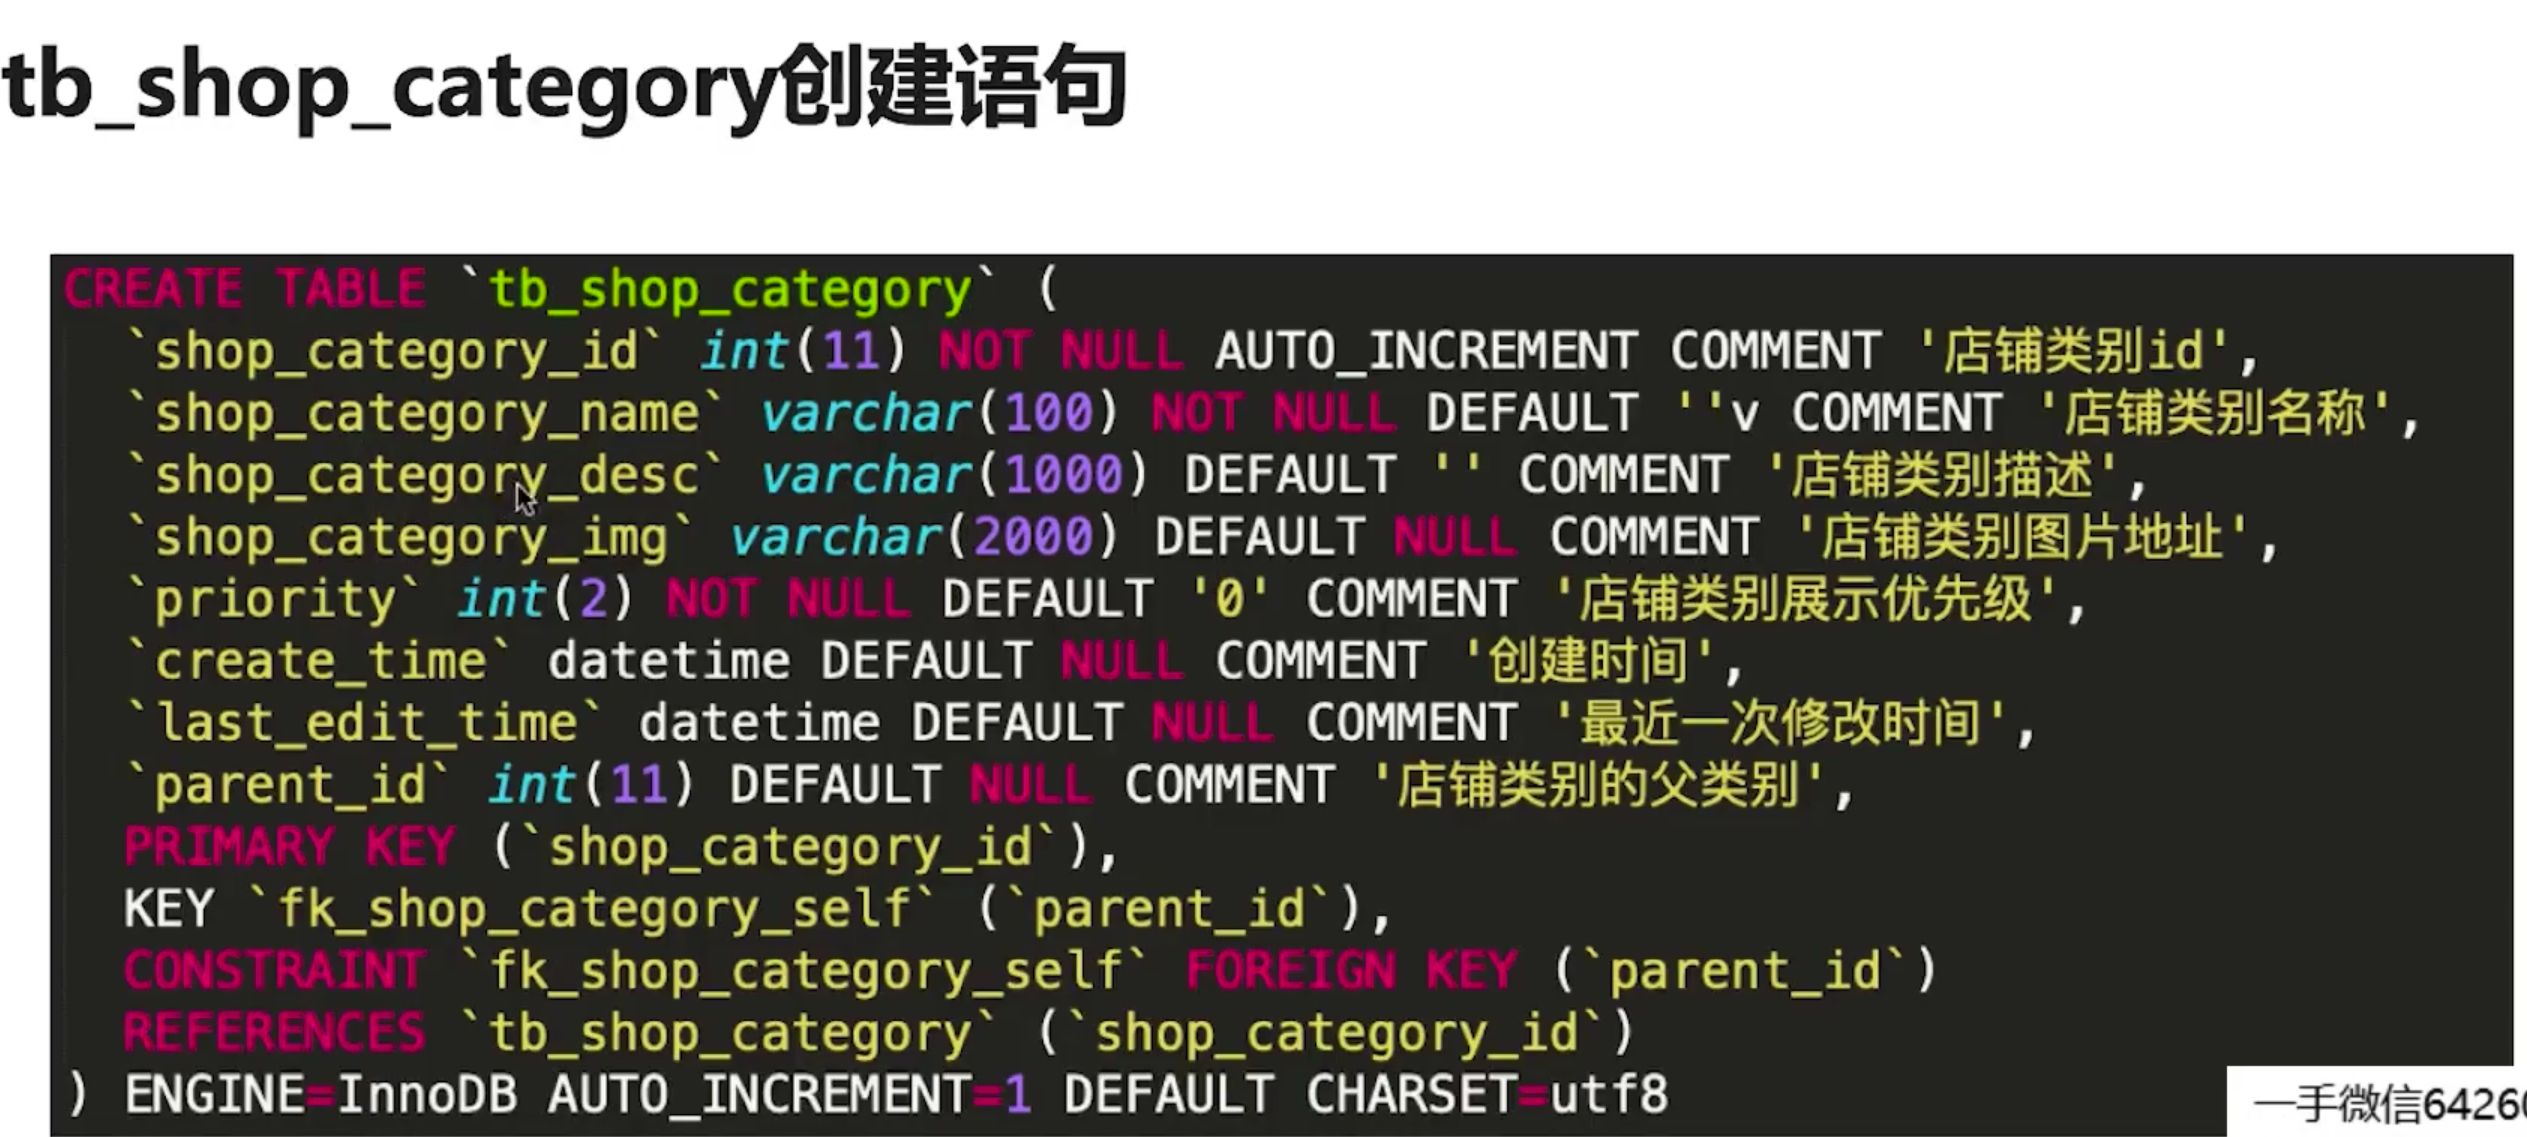 tb_shop_category创建语句
CREATE TABLE `tb_shop_category` (
`shop_category_id` int(11) NOT NULL AUTO_INCREMENT COMMENT '店铺类别id',
`shop_category_name` varchar(100) NOT NULL DEFAULT ''v COMMENT '店铺类别名称',
`shop_category_desc` varchar(1000) DEFAULT '' COMMENT '店铺类别描述',
`shop_category_img` varchar(2000) DEFAULT NULL COMMENT '店铺类别图片地址',
`priority` int(2) NOT NULL DEFAULT '0' COMMENT '店铺类别展示优先级',
`create_time` datetime DEFAULT NULL COMMENT '创建时间',
`last_edit_time` datetime DEFAULT NULL COMMENT '最近一次修改时间',
`parent_id` int(11) DEFAULT NULL COMMENT '店铺类别的父类别',
PRIMARY KEY (`shop_category_id`),
KEY `fk_shop_category_self` (`parent_id`),
CONSTRAINT `fk_shop_category_self` FOREIGN KEY (`parent_id`)
REFERENCES `tb_shop_category` (`shop_category_id`)
) ENGINE=InnoDB AUTO_INCREMENT=1 DEFAULT CHARSET=utf8
一手微信64260